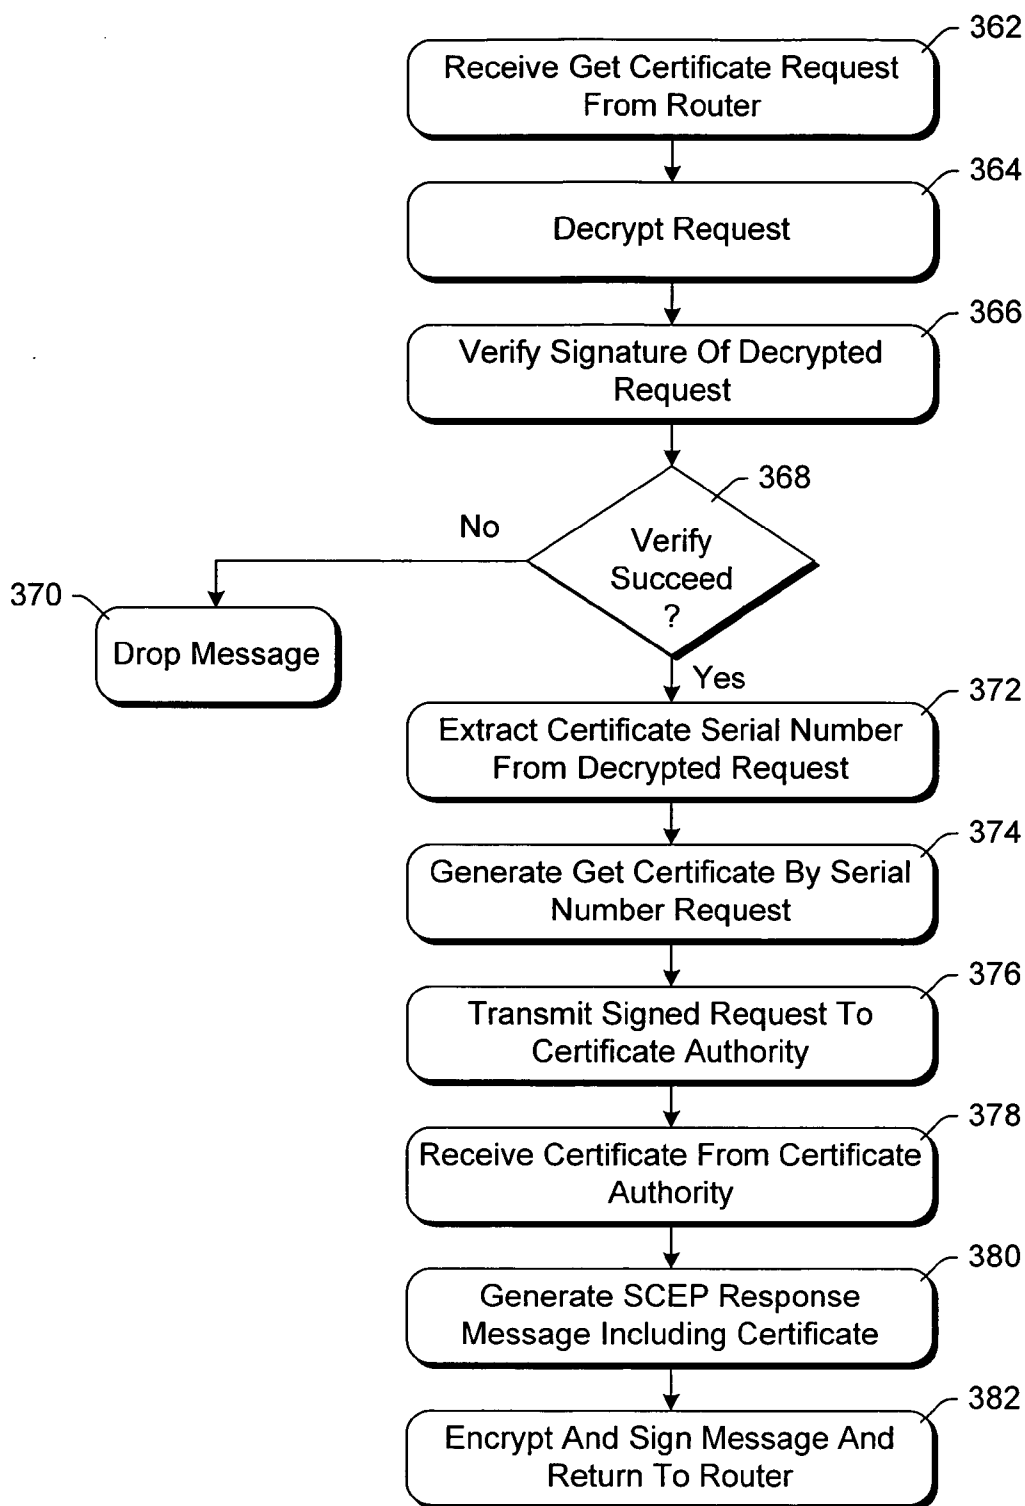 362
Receive Get Certificate Request
From Router
364
Decrypt Request
366
Verify Signature Of Decrypted
Request
368
No
Verify
Succeed
?
370
Drop Message
Yes
372
Extract Certificate Serial Number
From Decrypted Request
374
Generate Get Certificate By Serial
Number Request
376
Transmit Signed Request To
Certificate Authority
378
Receive Certificate From Certificate
Authority
380
Generate SCEP Response
Message Including Certificate
382
Encrypt And Sign Message And
Return To Router